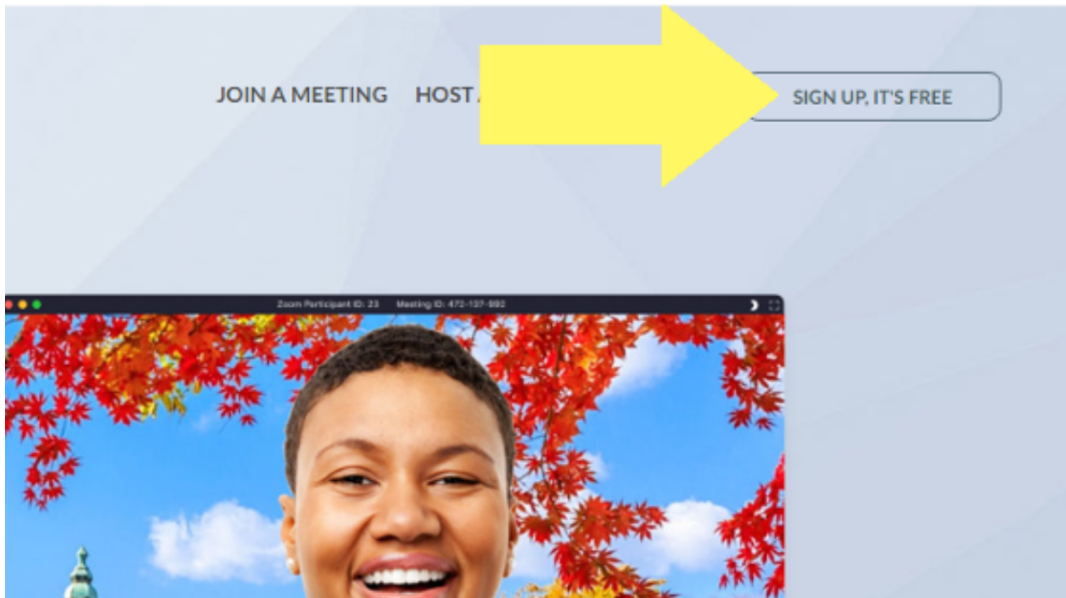 JOIN A MEETING HOST SIGN UP, IT'S FREE
Zoom Participant ID: 23 Meeting ID: 472-137-992